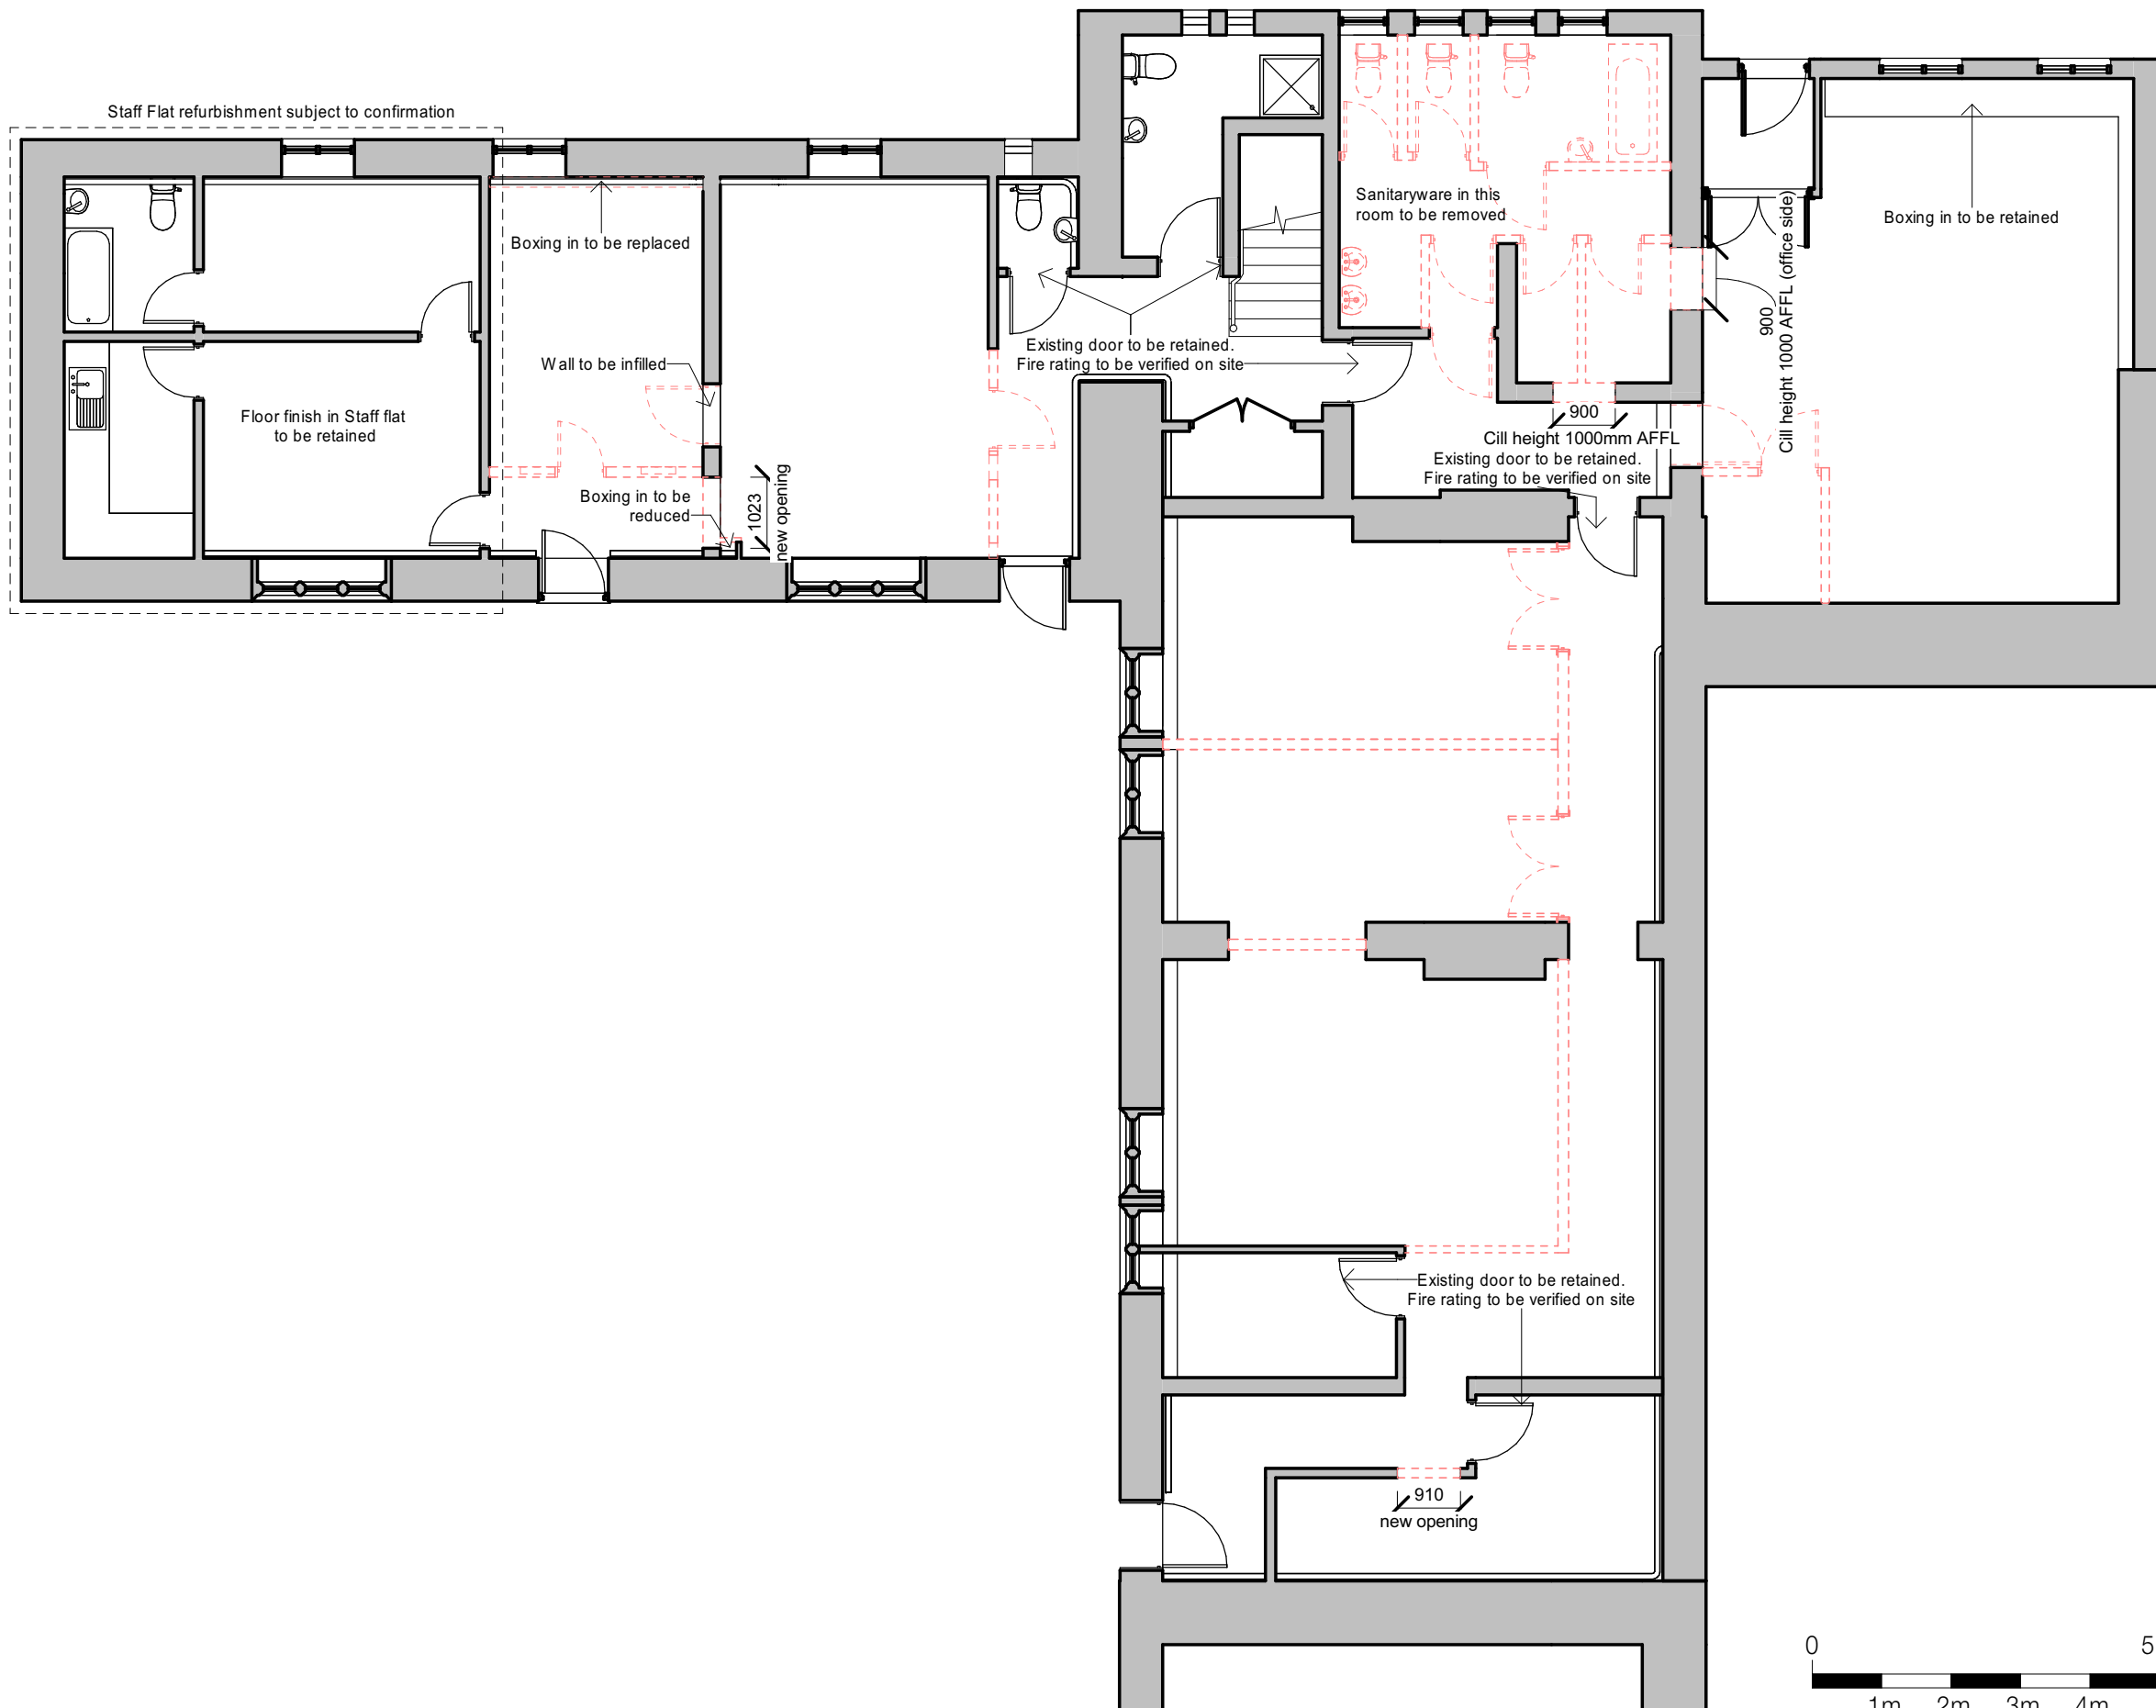 Staff Flat refurbishment subject to confirmation
Sanitaryware in this
room to be removed
Boxing in to be retained
Boxing in to be replaced
Existing door to be retained.
Fire rating to be verified on site
Wall to be infilled
900
Cill height 1000 AFFL (office side)
Floor finish in Staff flat
to be retained
900
Cill height 1000mm AFFL
Existing door to be retained.
Fire rating to be verified on site
Boxing in to be
reduced
1023
new opening
Existing door to be retained.
Fire rating to be verified on site
910
new opening
0 5
1m 2m 3m 4m